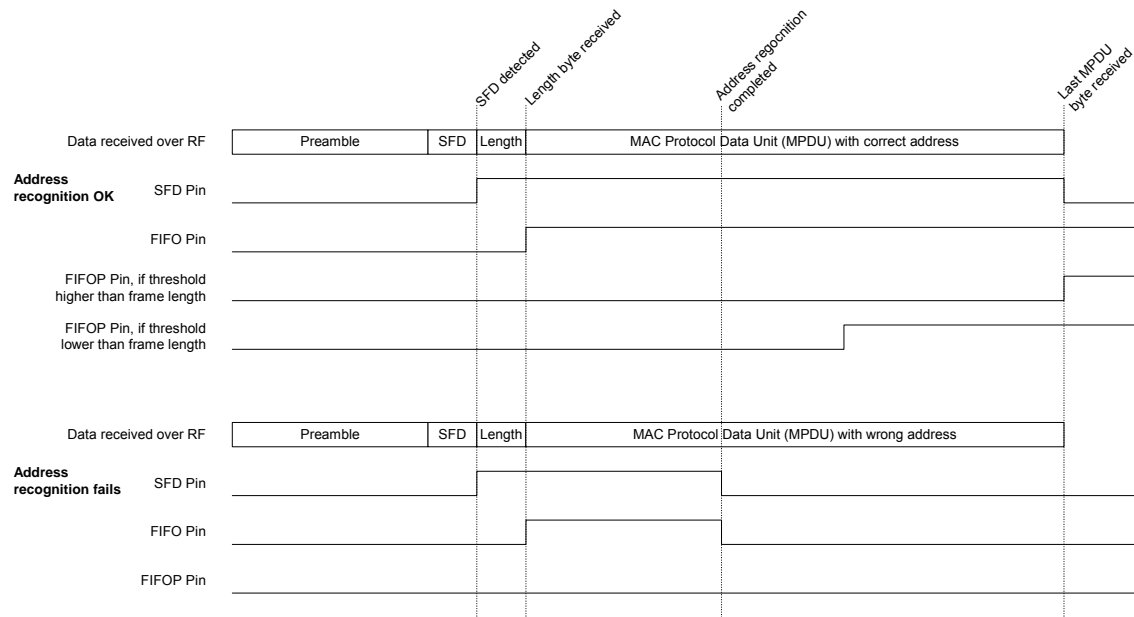 SFD detected
Length byte received
Address regocnition
completed
Last MPDU
byte received
Data received over RF
Preamble
SFD
Length
MAC Protocol Data Unit (MPDU) with correct address
Address
recognition OK
SFD Pin
FIFO Pin
FIFOP Pin, if threshold
higher than frame length
FIFOP Pin, if threshold
lower than frame length
Data received over RF
Preamble
SFD
Length
MAC Protocol Data Unit (MPDU) with wrong address
Address
recognition fails
SFD Pin
FIFO Pin
FIFOP Pin